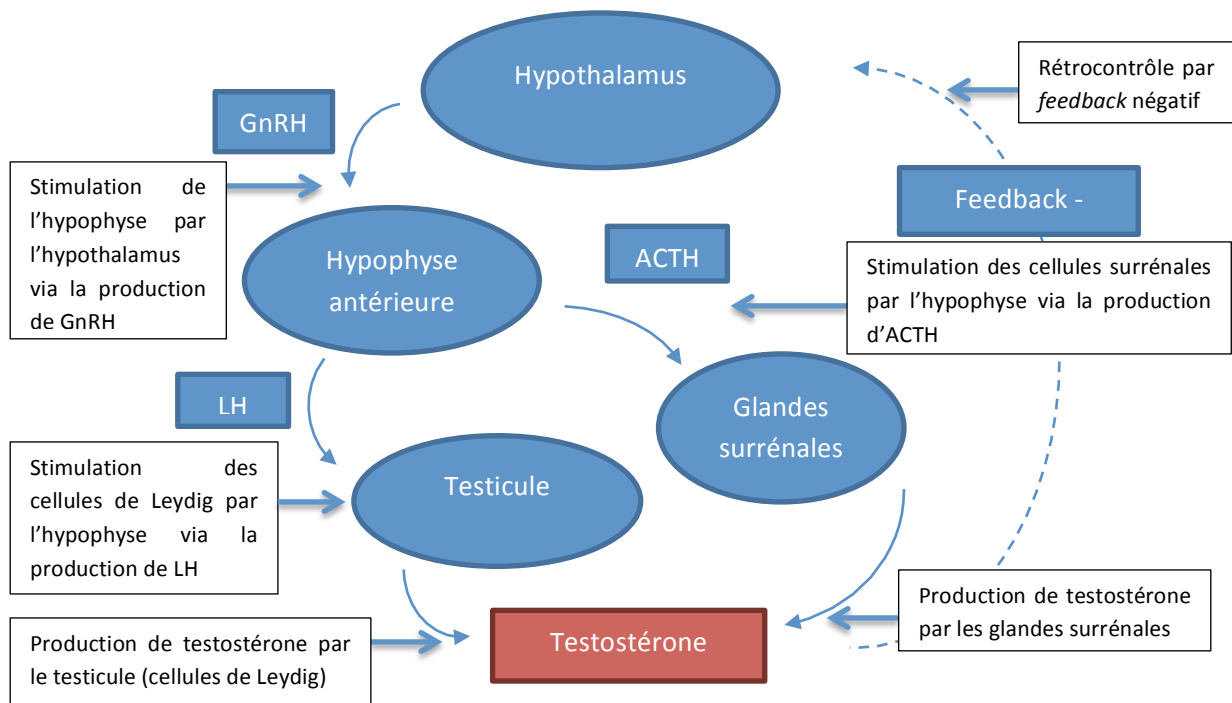 Hypothalamus
Rétrocontrôle par
feedback négatif
GnRH
Stimulation de
l'hypophyse par
l'hypothalamus
via la production
de GnRH
Feedback -
Hypophyse
antérieure
ACTH
Stimulation des cellules surrénales
par l'hypophyse via la production
d'ACTH
LH
Glandes
surrénales
Stimulation des
cellules de Leydig par
l'hypophyse via la
production de LH
Testicule
Production de testostérone
par les glandes surrénales
Production de testostérone par
le testicule (cellules de Leydig)
Testostérone